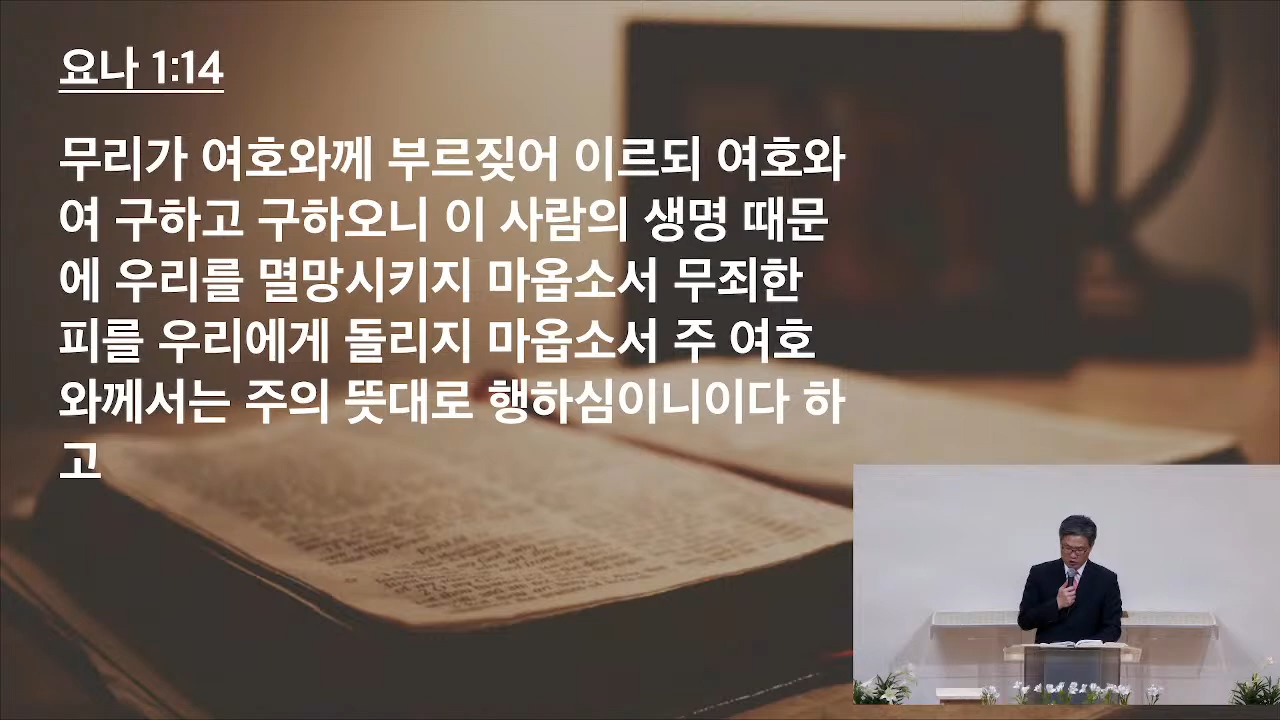 요나 1:14
무리가 여호와께 부르짖어 이르되 여호와
여 구하고 구하오니 이 사람의 생명 때문
에 우리를 멸망시키지 마옵소서 무죄한
피를 우리에게 돌리지 마옵소서 주 여호
와께서는 주의 뜻대로 행하심이니이다 하
고